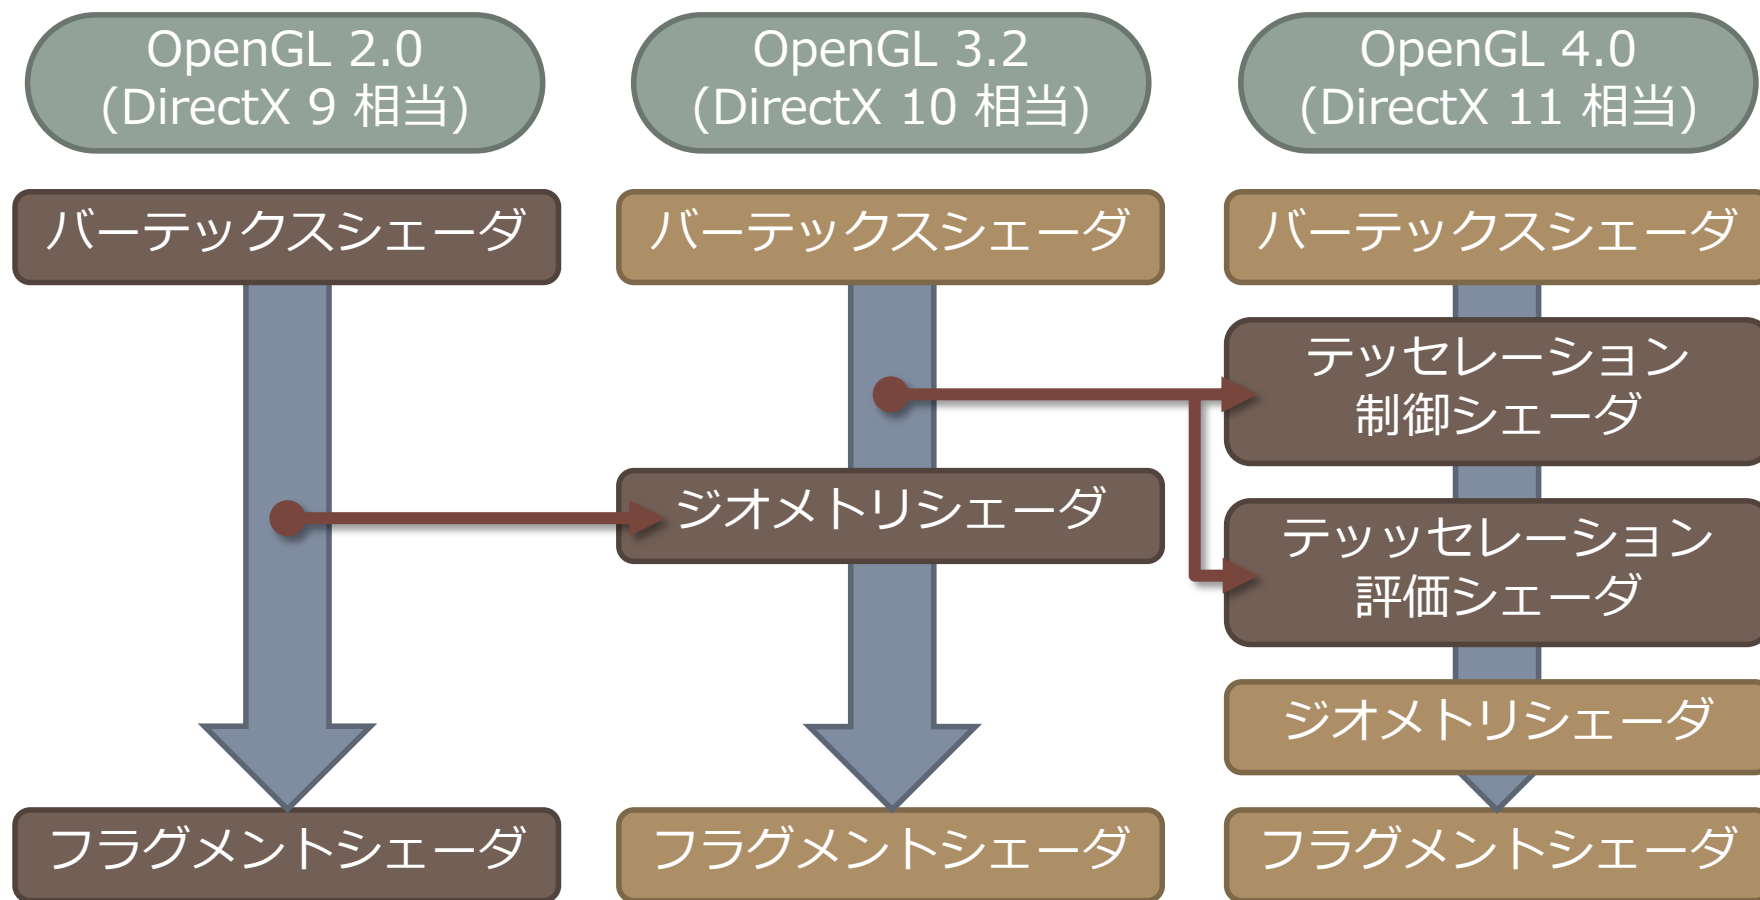 OpenGL 2.0
(DirectX 9 相当)
バーテックスシェーダ
フラグメントシェーダ
OpenGL 3.2
(DirectX 10 相当)
バーテックスシェーダ
ジオメトリシェーダ
フラグメントシェーダ
OpenGL 4.0
(DirectX 11 相当)
バーテックスシェーダ
テッセレーション
制御シェーダ
テッッセレーション
評価シェーダ
ジオメトリシェーダ
フラグメントシェーダ